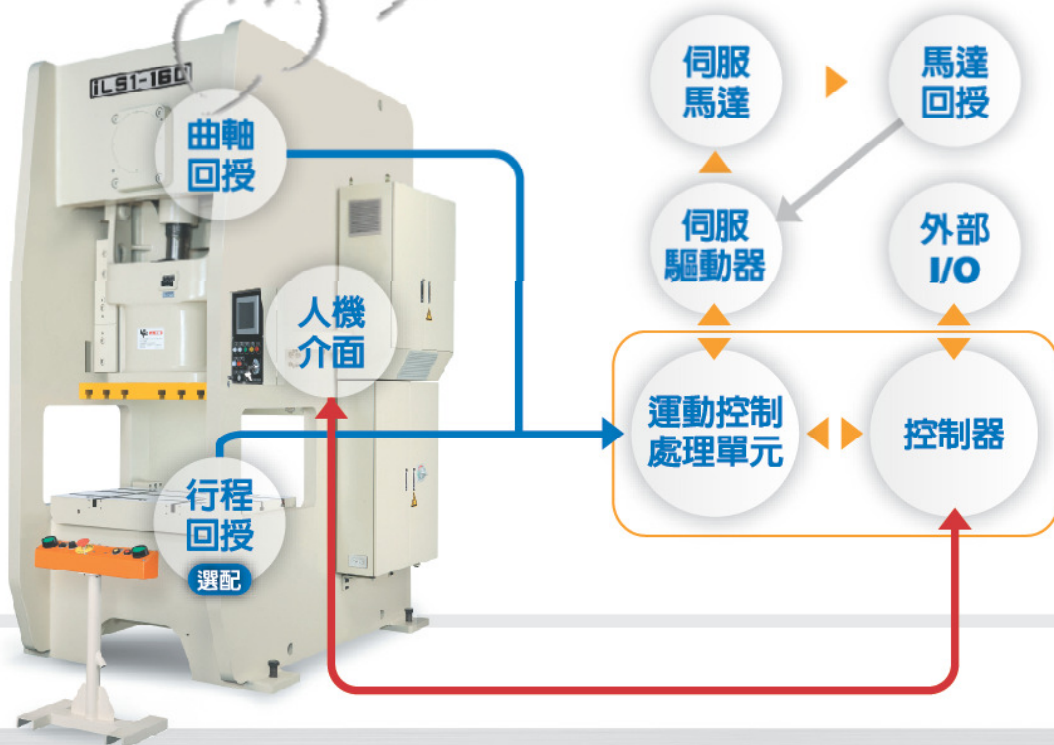 iLS1-160
曲軸
回授
伺服
馬達
馬達
回授
伺服
驅動器
外部
I/O
人機
介面
運動控制
處理單元
控制器
行程
回授
選配